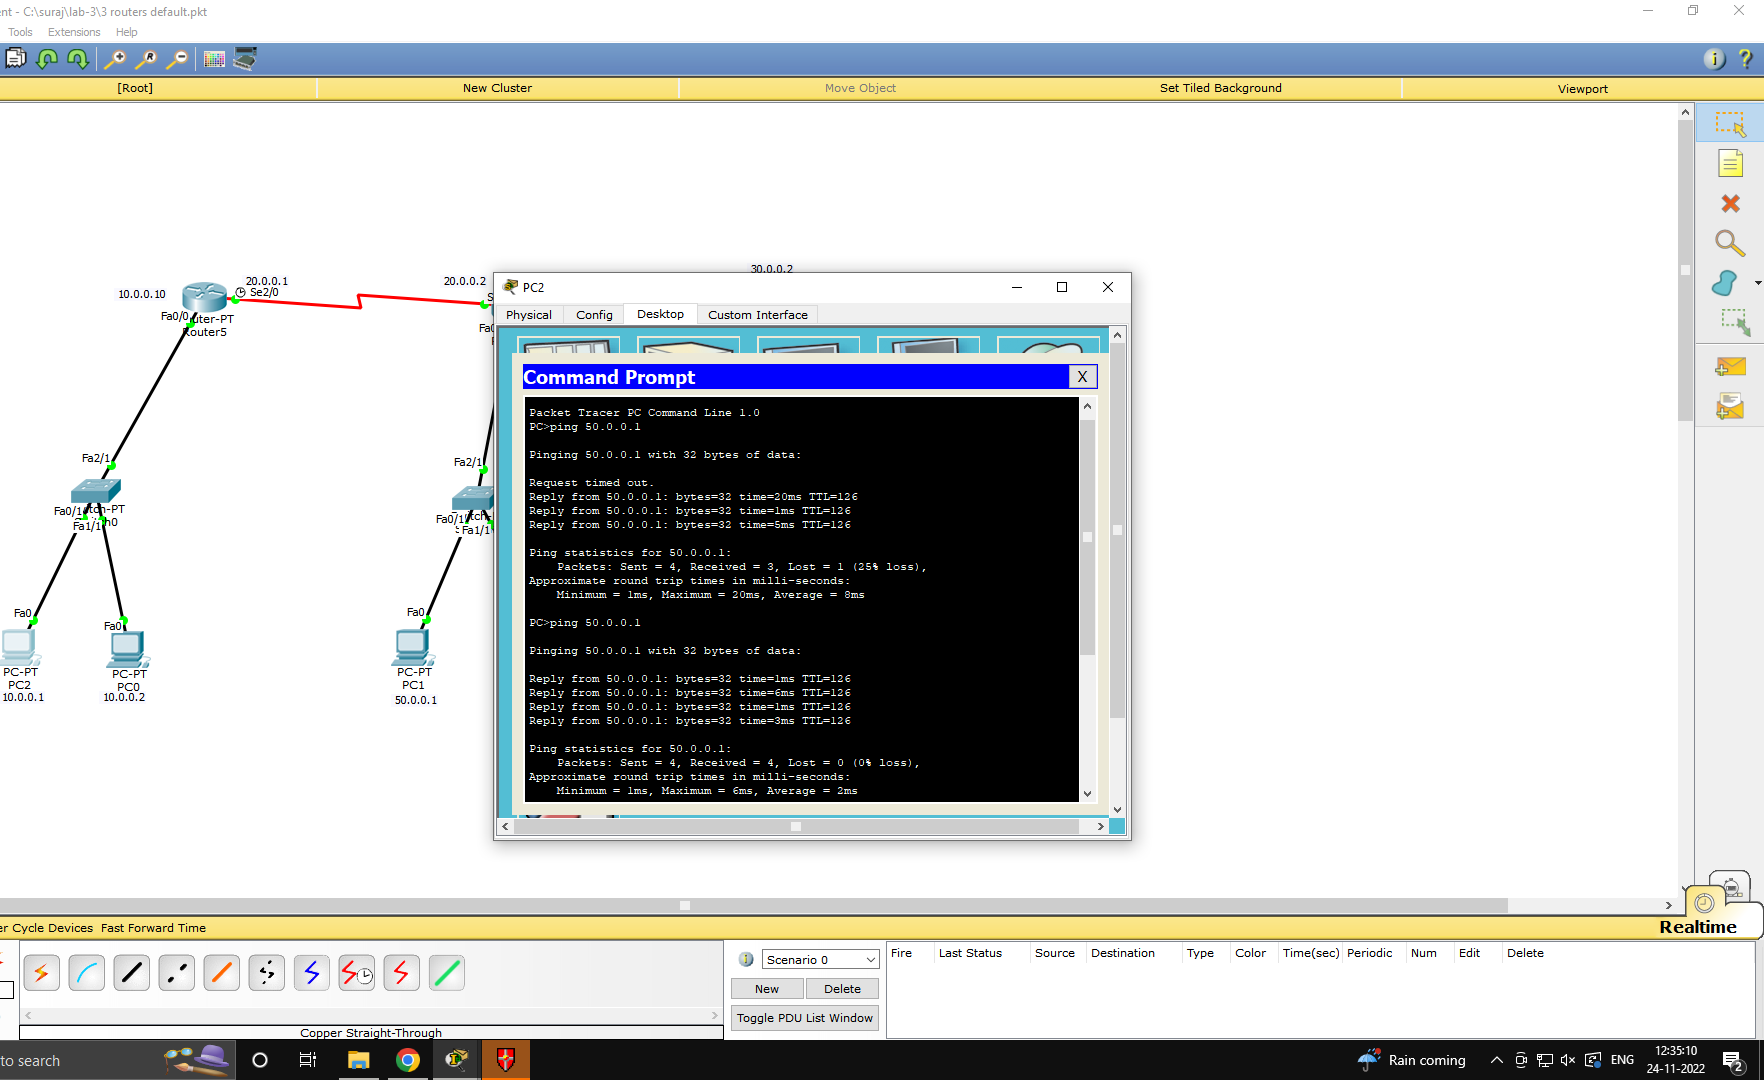 ent - C:\suraj\lab-3\3 routers default.pkt
Tools Extensions Help
[Root] New Cluster Move Object Set Tiled Background Viewport
30.0.0.2
20.0.0.1
20.0.0.2
10.0.0.10
Se2/0
Fa0/0
uter-PT
Router5
Fa2/1
Fa0/1
tch-PT
Fa1/1
h0
Fa0
Fa0
PC-PT
PC2
10.0.0.1
PC-PT
PC0
10.0.0.2
Fa2/1
Fa0/1
Fa1/1
Fa0
PC-PT
PC1
50.0.0.1
PC2
Physical Config Desktop Custom Interface
Command Prompt X
Packet Tracer PC Command Line 1.0
PC>ping 50.0.0.1
Pinging 50.0.0.1 with 32 bytes of data:
Request timed out.
Reply from 50.0.0.1: bytes=32 time=20ms TTL=126
Reply from 50.0.0.1: bytes=32 time=1ms TTL=126
Reply from 50.0.0.1: bytes=32 time=5ms TTL=126
Ping statistics for 50.0.0.1:
Packets: Sent = 4, Received = 3, Lost = 1 (25% loss),
Approximate round trip times in milli-seconds:
Minimum = 1ms, Maximum = 20ms, Average = 8ms
PC>ping 50.0.0.1
Pinging 50.0.0.1 with 32 bytes of data:
Reply from 50.0.0.1: bytes=32 time=1ms TTL=126
Reply from 50.0.0.1: bytes=32 time=6ms TTL=126
Reply from 50.0.0.1: bytes=32 time=1ms TTL=126
Reply from 50.0.0.1: bytes=32 time=3ms TTL=126
Ping statistics for 50.0.0.1:
Packets: Sent = 4, Received = 4, Lost = 0 (0% loss),
Approximate round trip times in milli-seconds:
Minimum = 1ms, Maximum = 6ms, Average = 2ms
er Cycle Devices Fast Forward Time
Realtime
Scenario 0
New Delete
Toggle PDU List Window
Fire Last Status Source Destination Type Color Time(sec) Periodic Num Edit Delete
Copper Straight-Through
to search
Rain coming
ENG
12:35:10
24-11-2022
2